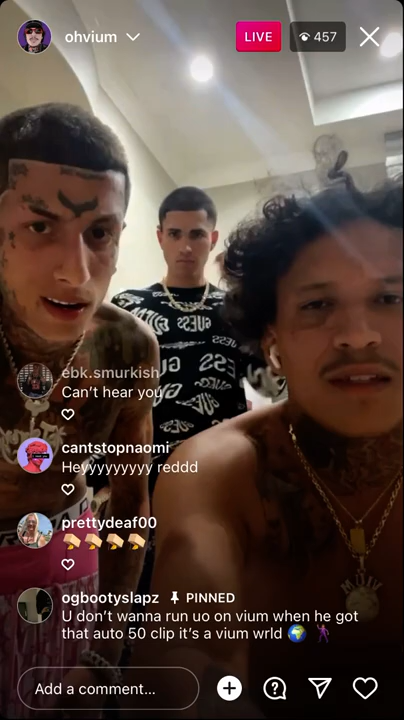 ohvium
LIVE
457
GUESS
ebk.smurkish
Can't hear you
cantstopnaomi
Heyyyyyyyyy reddd
prettydeaf00
ogbootyslapz PINNED
U don't wanna run uo on vium when he got
that auto 50 clip it's a vium wrld 🌍 🕺
Add a comment...